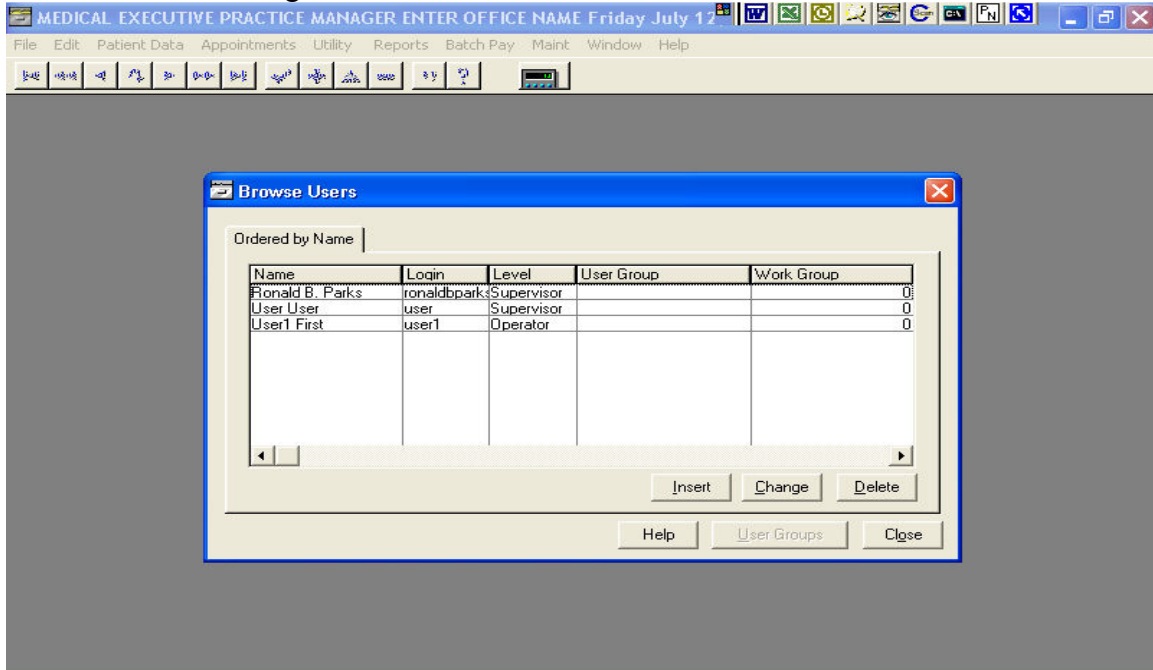 MEDICAL EXECUTIVE PRACTICE MANAGER ENTER OFFICE NAME Friday July 12
File Edit Patient Data Appointments Utility Reports Batch Pay Maint Window Help
Browse Users
Ordered by Name
Name Login Level User Group Work Group
Ronald B. Parks ronaldbparks Supervisor 0
User User user Supervisor 0
User1 First user1 Operator 0
Insert Change Delete
Help User Groups Close